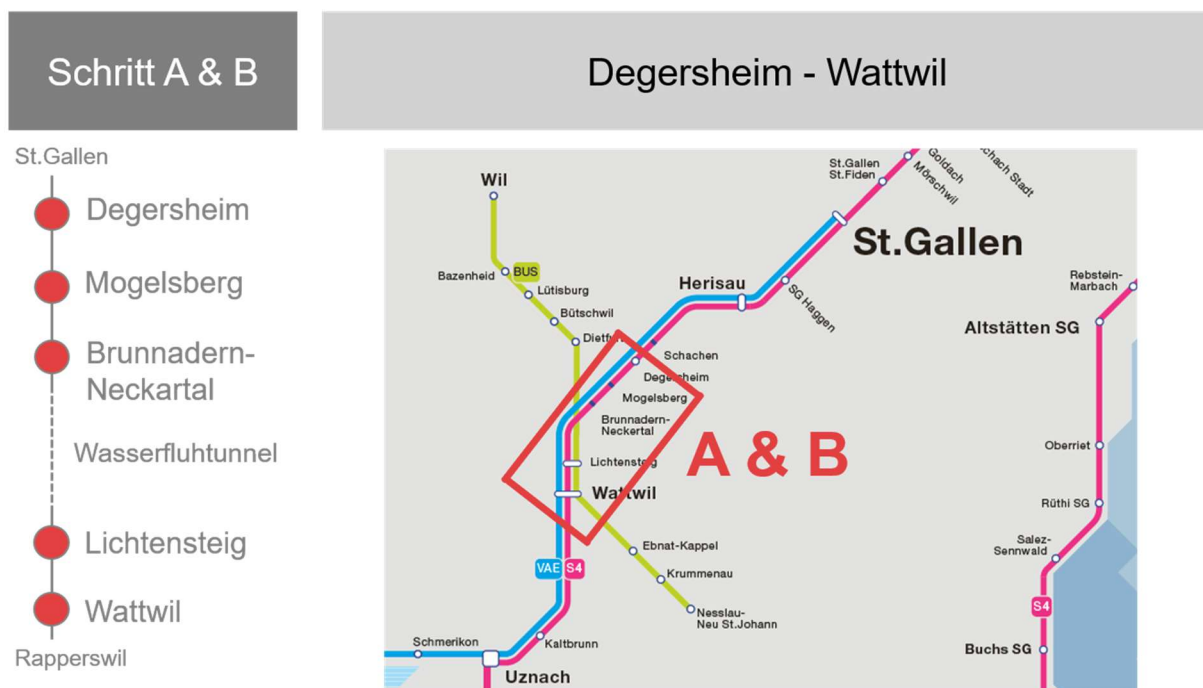 Schritt A & B
Degersheim - Wattwil
St.Gallen
Degersheim
Mogelsberg
Brunnadern-
Neckartal
Wasserfluhtunnel
Lichtensteig
Wattwil
Rapperswil
Wil
Bazenheid
BUS
Lütisburg
Bütschwil
Herisau
St.Gallen
St.Fiden
Goldach
Mörschwil
St.Gallen
SG Haggen
Schachen
Degersheim
Mogelsberg
Brunnadern-
Neckertal
Lichtensteig
Wattwil
A & B
Ebnat-Kappel
Krummenau
Nesslau-
Neu St.Johann
VAE
S4
Schmerikon
Kaltbrunn
Uznach
Rebstein-
Marbach
Altstätten SG
Oberriet
Rüthi SG
Salez-
Sennwald
S4
Buchs SG